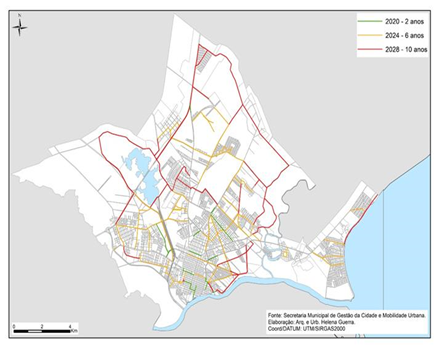 N
2020 - 2 anos
2024 - 6 anos
2028 - 10 anos
Fonte: Secretaria Municipal de Gestão da Cidade e Mobilidade Urbana.
Elaboração: Arq. e Urb. Helena Guerra.
Coord/DATUM: UTM/SIRGAS2000
0 2 4
Km